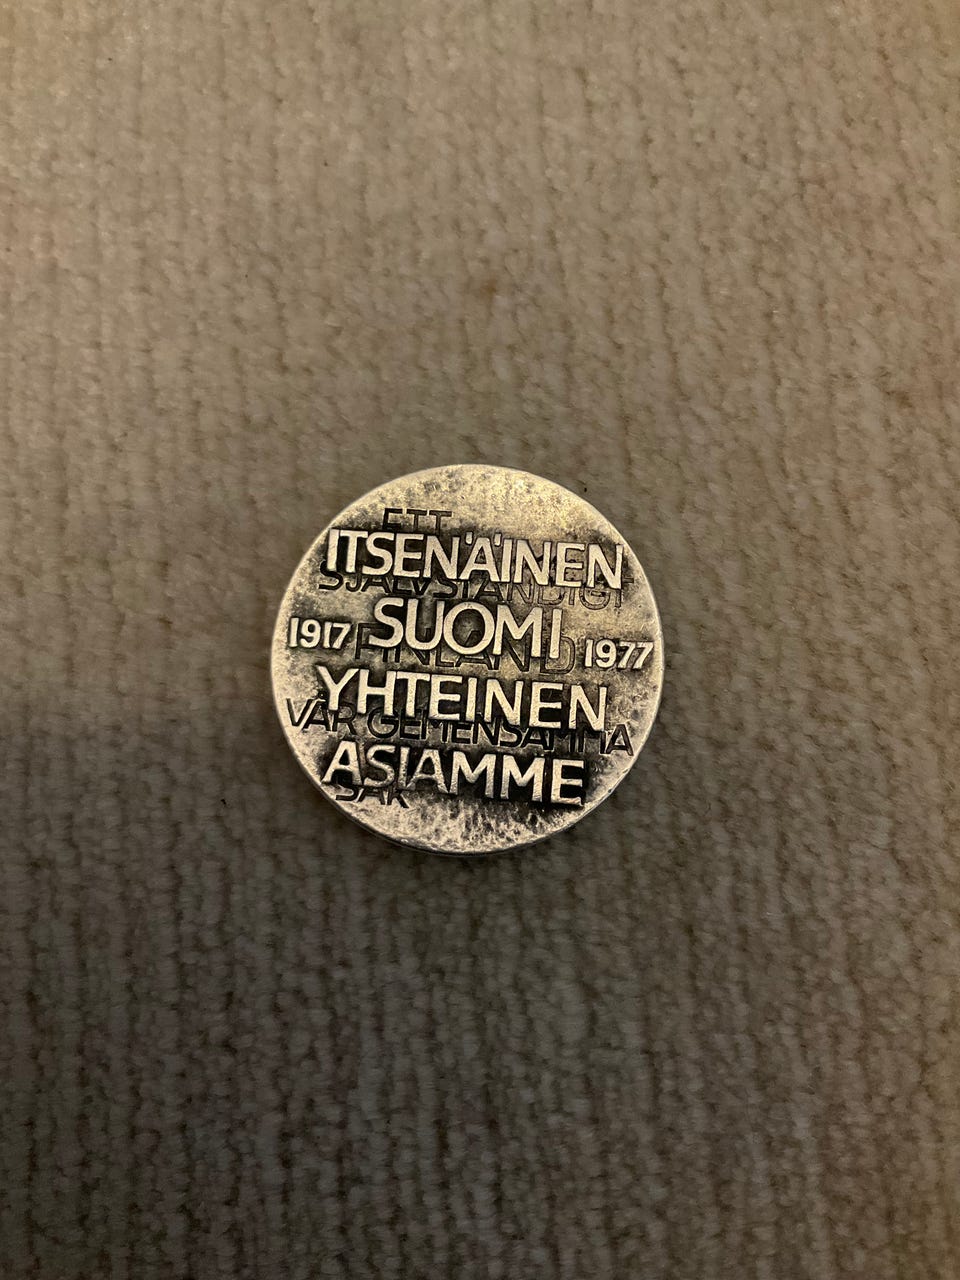 ETT
ITSENÄINEN
SJÄLVSTÄNDIGT
SUOMI
1917 FINLAND 1977
YHTEINEN
VÅR GEMENSAMMA
ASIAMME
SAK